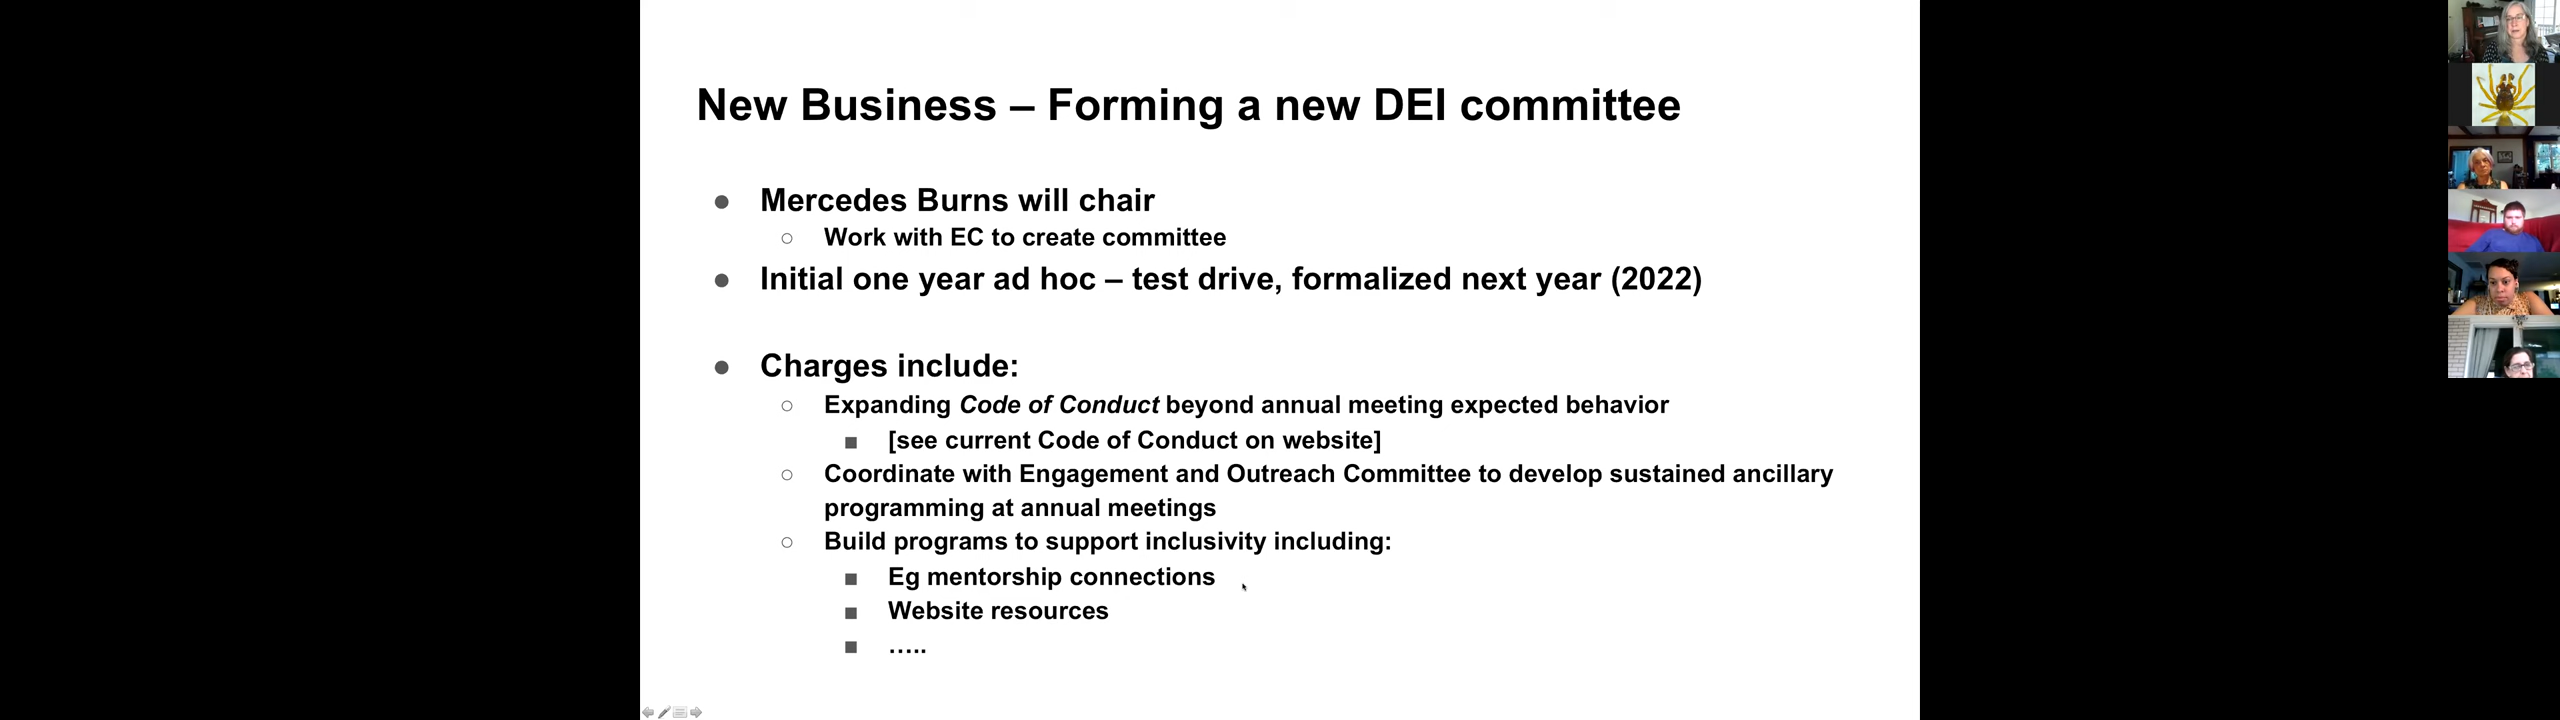 New Business – Forming a new DEI committee
● Mercedes Burns will chair
○ Work with EC to create committee
● Initial one year ad hoc – test drive, formalized next year (2022)
● Charges include:
○ Expanding Code of Conduct beyond annual meeting expected behavior
■ [see current Code of Conduct on website]
○ Coordinate with Engagement and Outreach Committee to develop sustained ancillary
programming at annual meetings
○ Build programs to support inclusivity including:
■ Eg mentorship connections
■ Website resources
■ …..